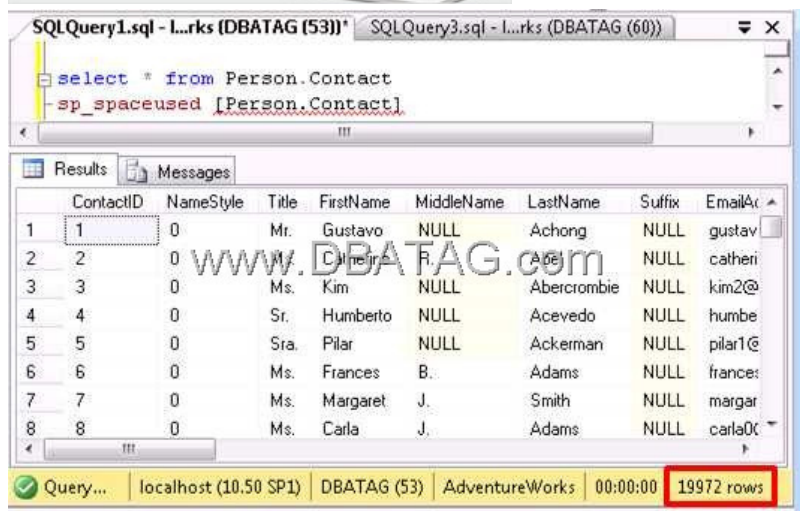 SQLQuery1.sql - l...rks (DBATAG (53))* SQLQuery3.sql - l...rks (DBATAG (60))
select * from Person.Contact
sp_spaceused [Person.Contact]
Results Messages
ContactID NameStyle Title FirstName MiddleName LastName Suffix EmailAc
1 1 0 Mr. Gustavo NULL Achong NULL gustav
2 2 0 Ms. Catherine R. Abel NULL catheri
www.DBATAG.com
3 3 0 Ms. Kim NULL Abercrombie NULL kim2@
4 4 0 Sr. Humberto NULL Acevedo NULL humbe
5 5 0 Sra. Pilar NULL Ackerman NULL pilar1@
6 6 0 Ms. Frances B. Adams NULL frances
7 7 0 Ms. Margaret J. Smith NULL margar
8 8 0 Ms. Carla J. Adams NULL carla0(
Query... localhost (10.50 SP1) DBATAG (53) AdventureWorks 00:00:00 19972 rows